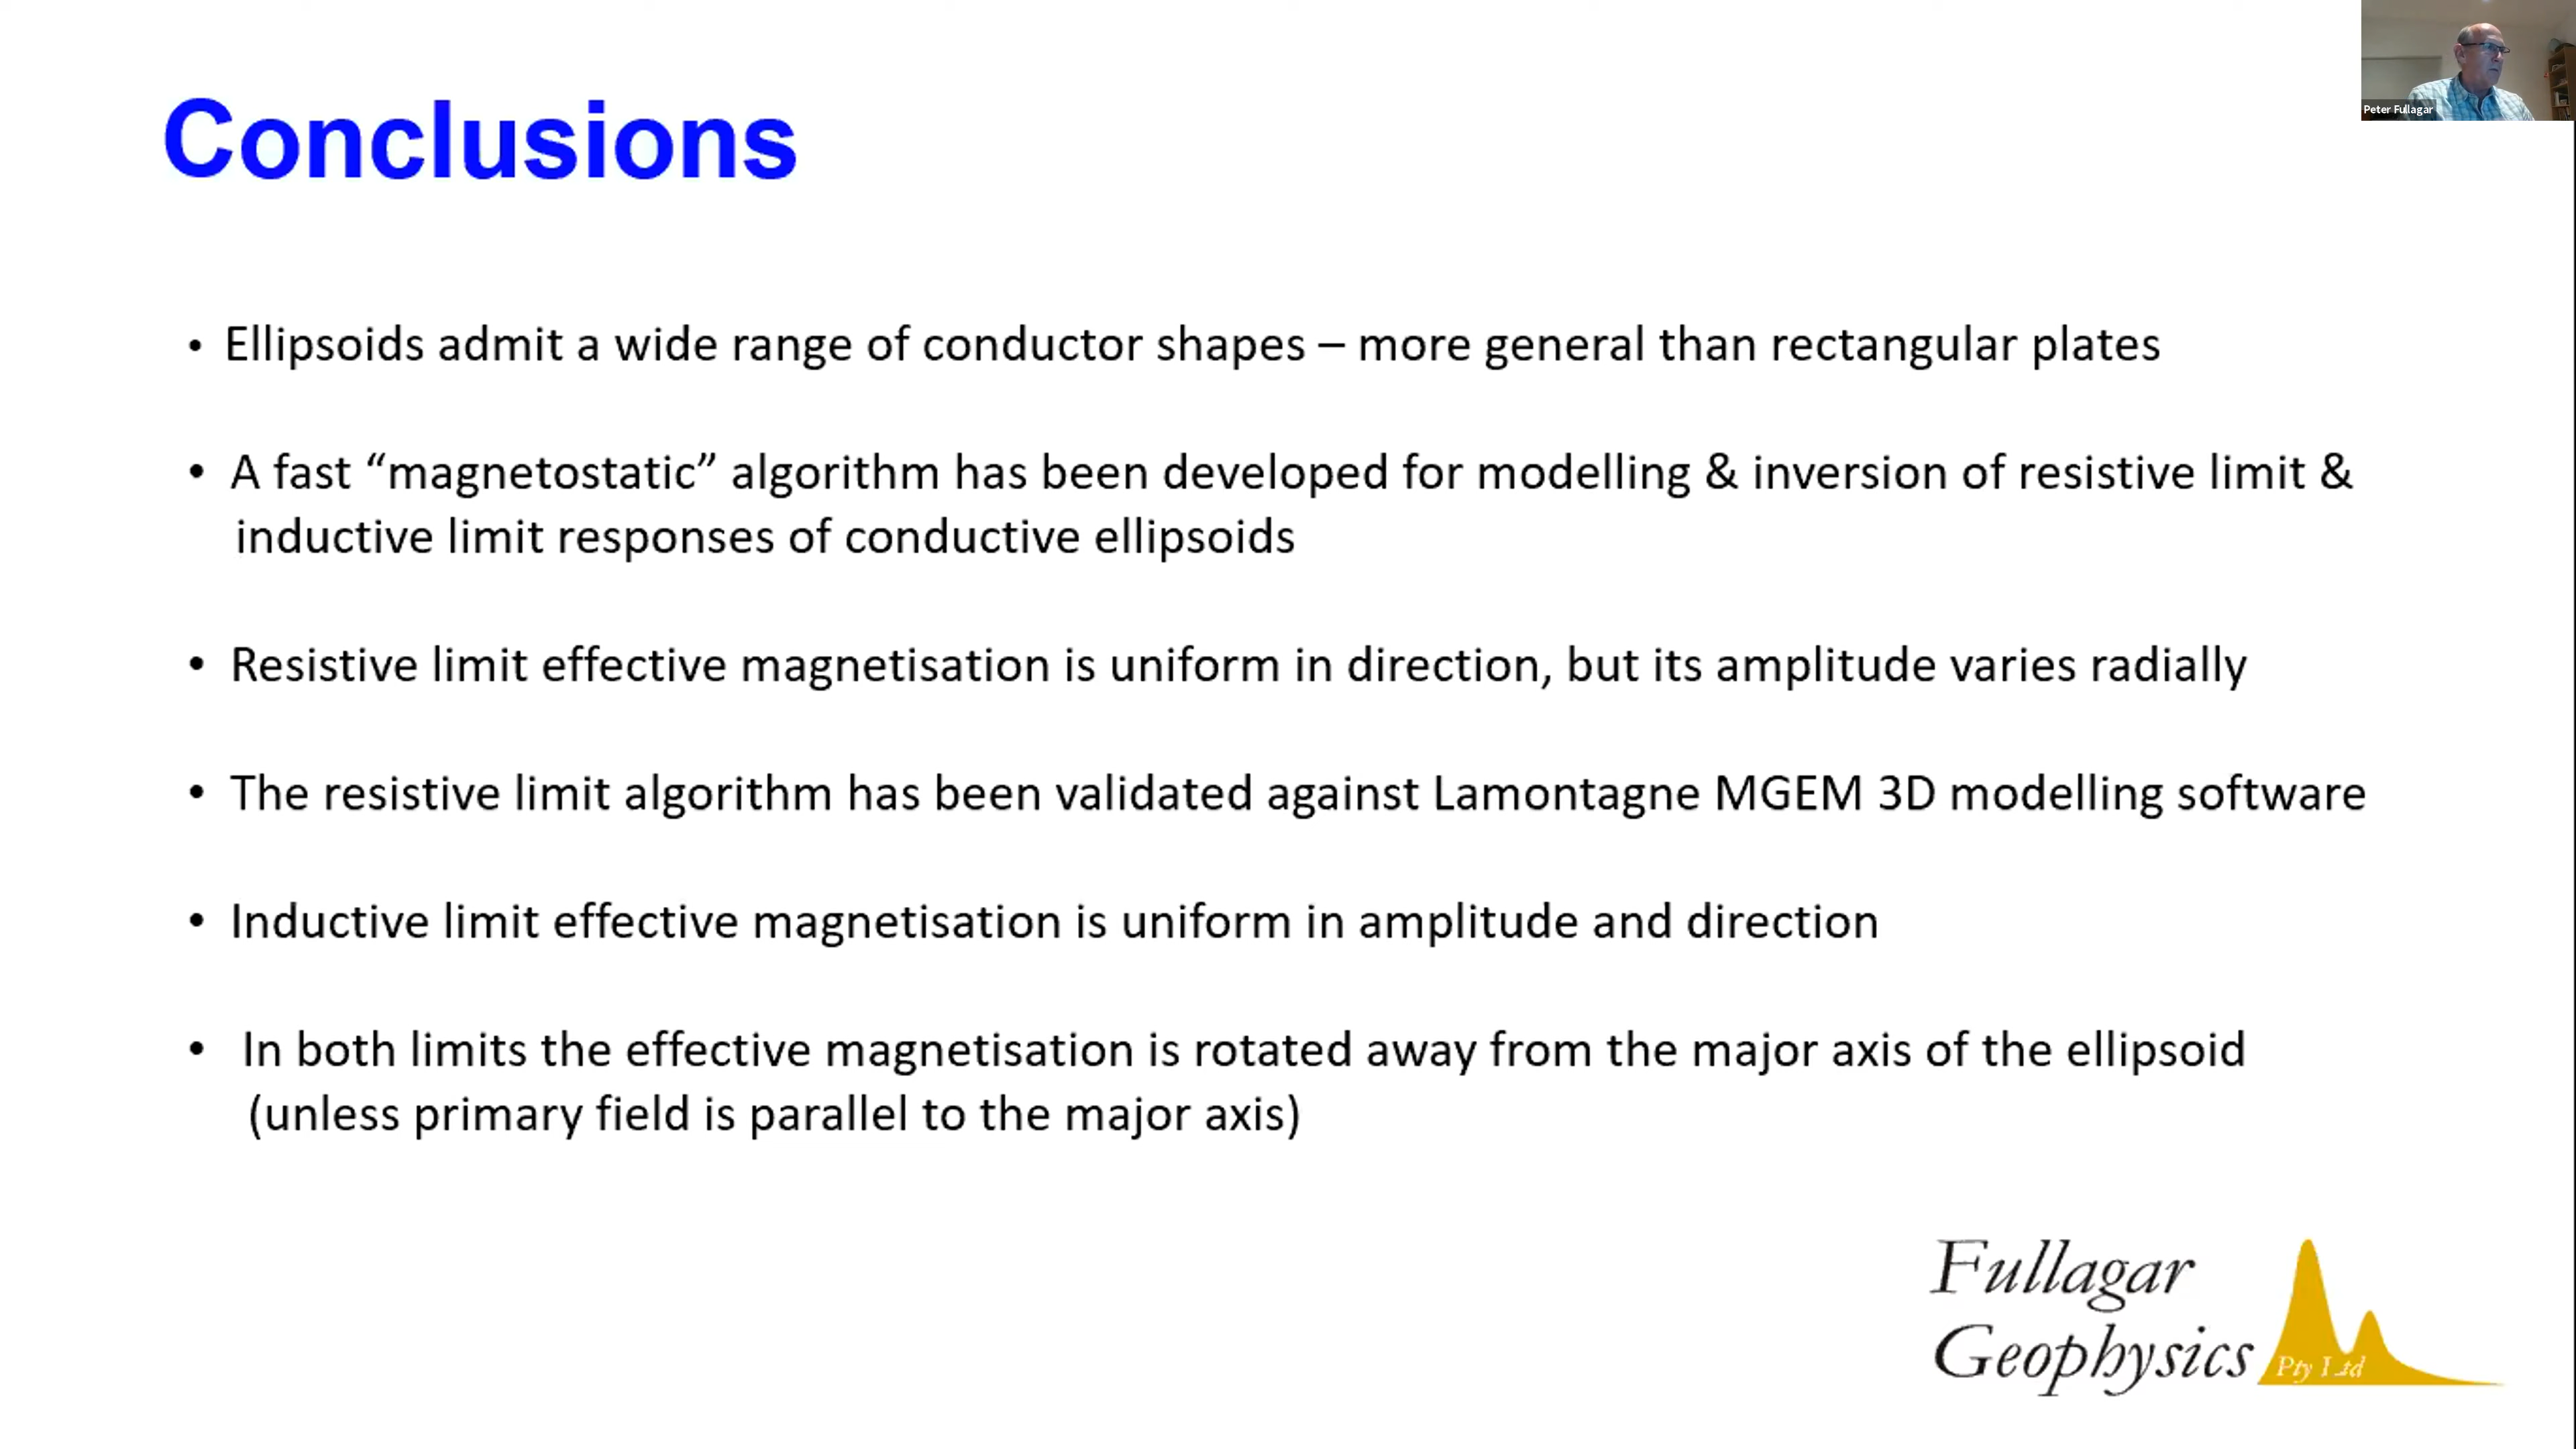 Peter Fullagar
Conclusions
• Ellipsoids admit a wide range of conductor shapes – more general than rectangular plates
• A fast “magnetostatic” algorithm has been developed for modelling & inversion of resistive limit &
inductive limit responses of conductive ellipsoids
• Resistive limit effective magnetisation is uniform in direction, but its amplitude varies radially
• The resistive limit algorithm has been validated against Lamontagne MGEM 3D modelling software
• Inductive limit effective magnetisation is uniform in amplitude and direction
• In both limits the effective magnetisation is rotated away from the major axis of the ellipsoid
(unless primary field is parallel to the major axis)
Fullagar
Geophysics
Pty Ltd